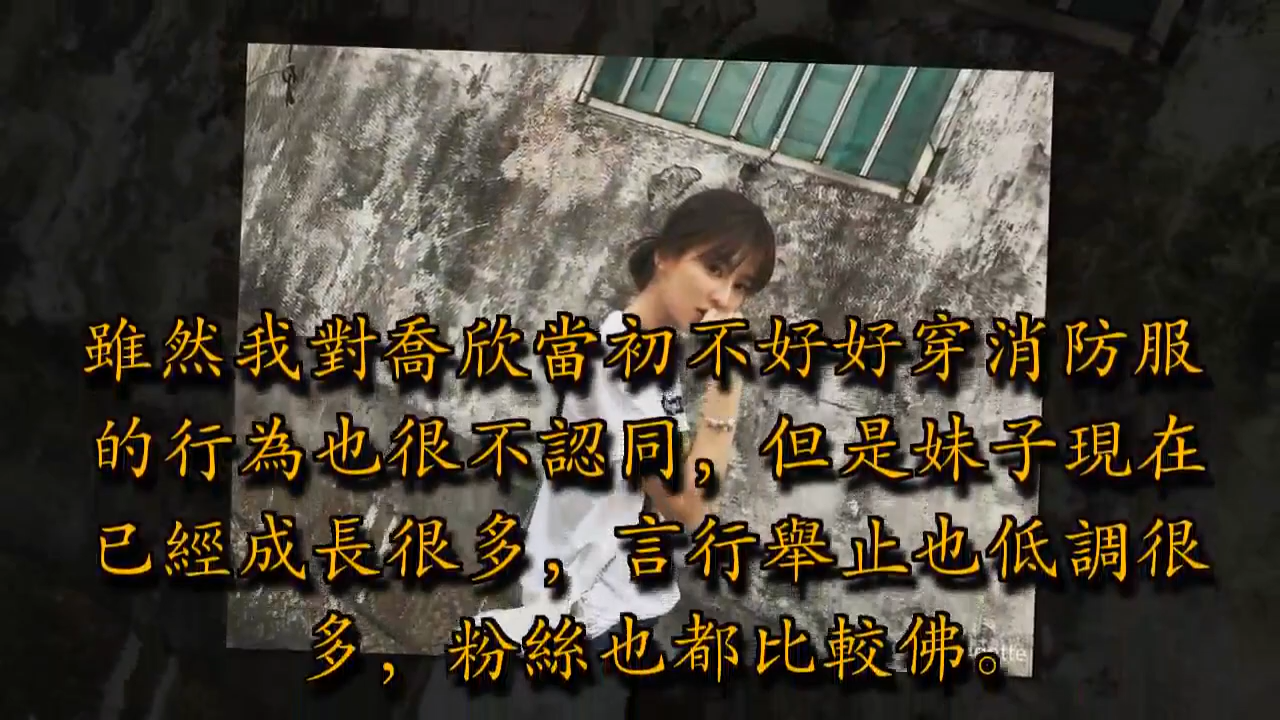 雖然我對喬欣當初不好好穿消防服
的行為也很不認同，但是妹子現在
已經成長很多，言行舉止也低調很
多，粉絲也都比較佛。